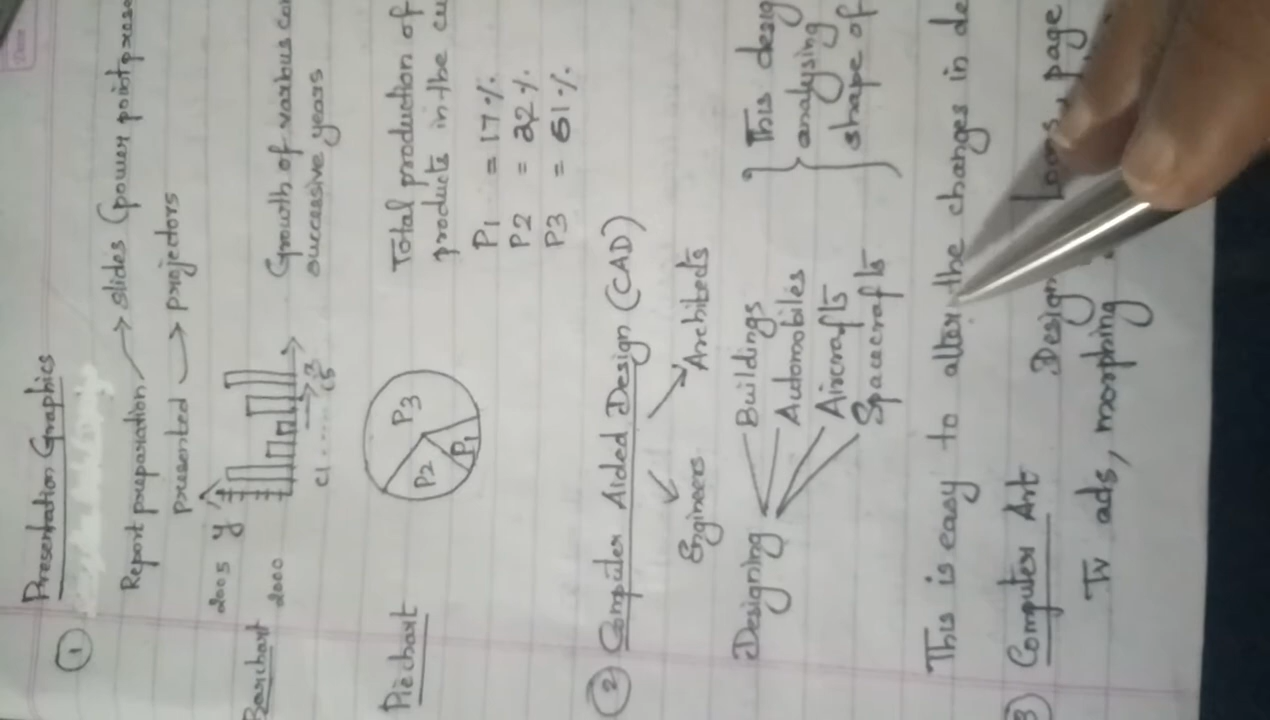 ① Presentation Graphics
Report preparation → slides (power point
presented → projectors
2005 y
Barchart 2000 Growth of various
successive years
c1 ..... c5 x
Piechart P2 P3 P1 Total production of
products in the
P1 = 17%
P2 = 22%
P3 = 61%
② Computer Aided Design (CAD)
Engineers Architects
Designing Buildings
Automobiles
Aircrafts
Spacecrafts
} This
analysing
shape of
This is easy to alter the changes in
3 Computer Art Design page
Tv ads, morphing